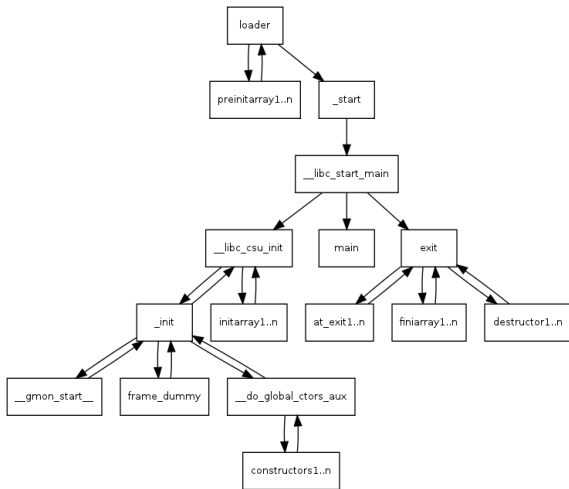 loader
preinitarray1..n
_start
__libc_start_main
__libc_csu_init
main
exit
_init
initarray1..n
at_exit1..n
finiarray1..n
destructor1..n
__gmon_start__
frame_dummy
__do_global_ctors_aux
constructors1..n